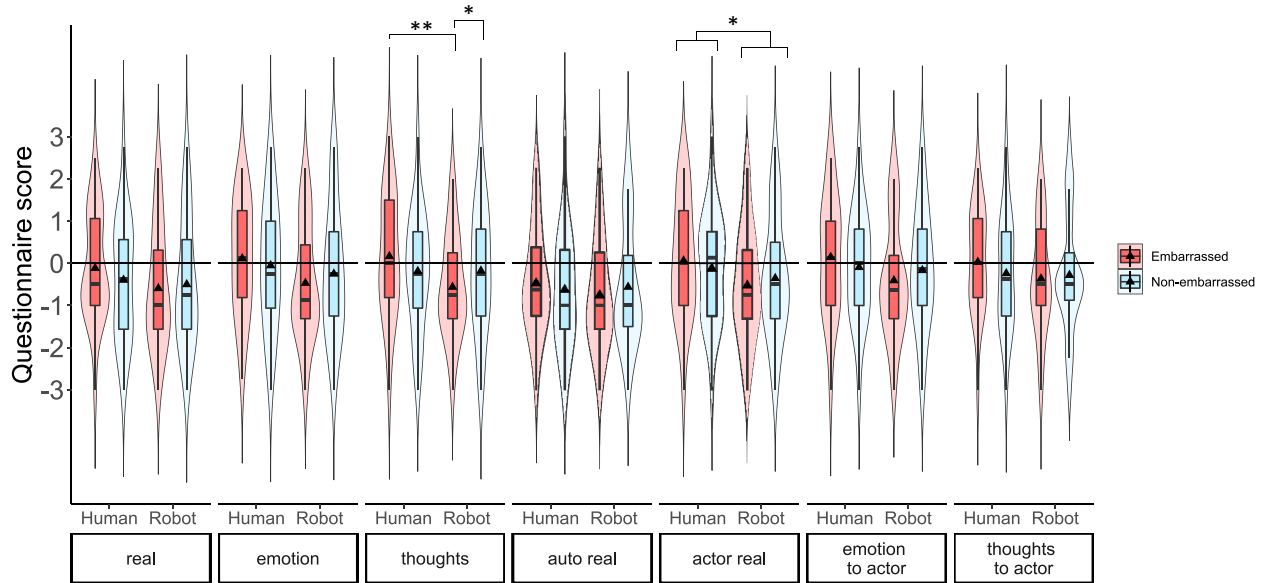 ** * *
Questionnaire score
3
2
1
0
-1
-2
-3
Embarrassed
Non-embarrassed
Human Robot Human Robot Human Robot Human Robot Human Robot Human Robot Human Robot
real
emotion
thoughts
auto real
actor real
emotion
to actor
thoughts
to actor